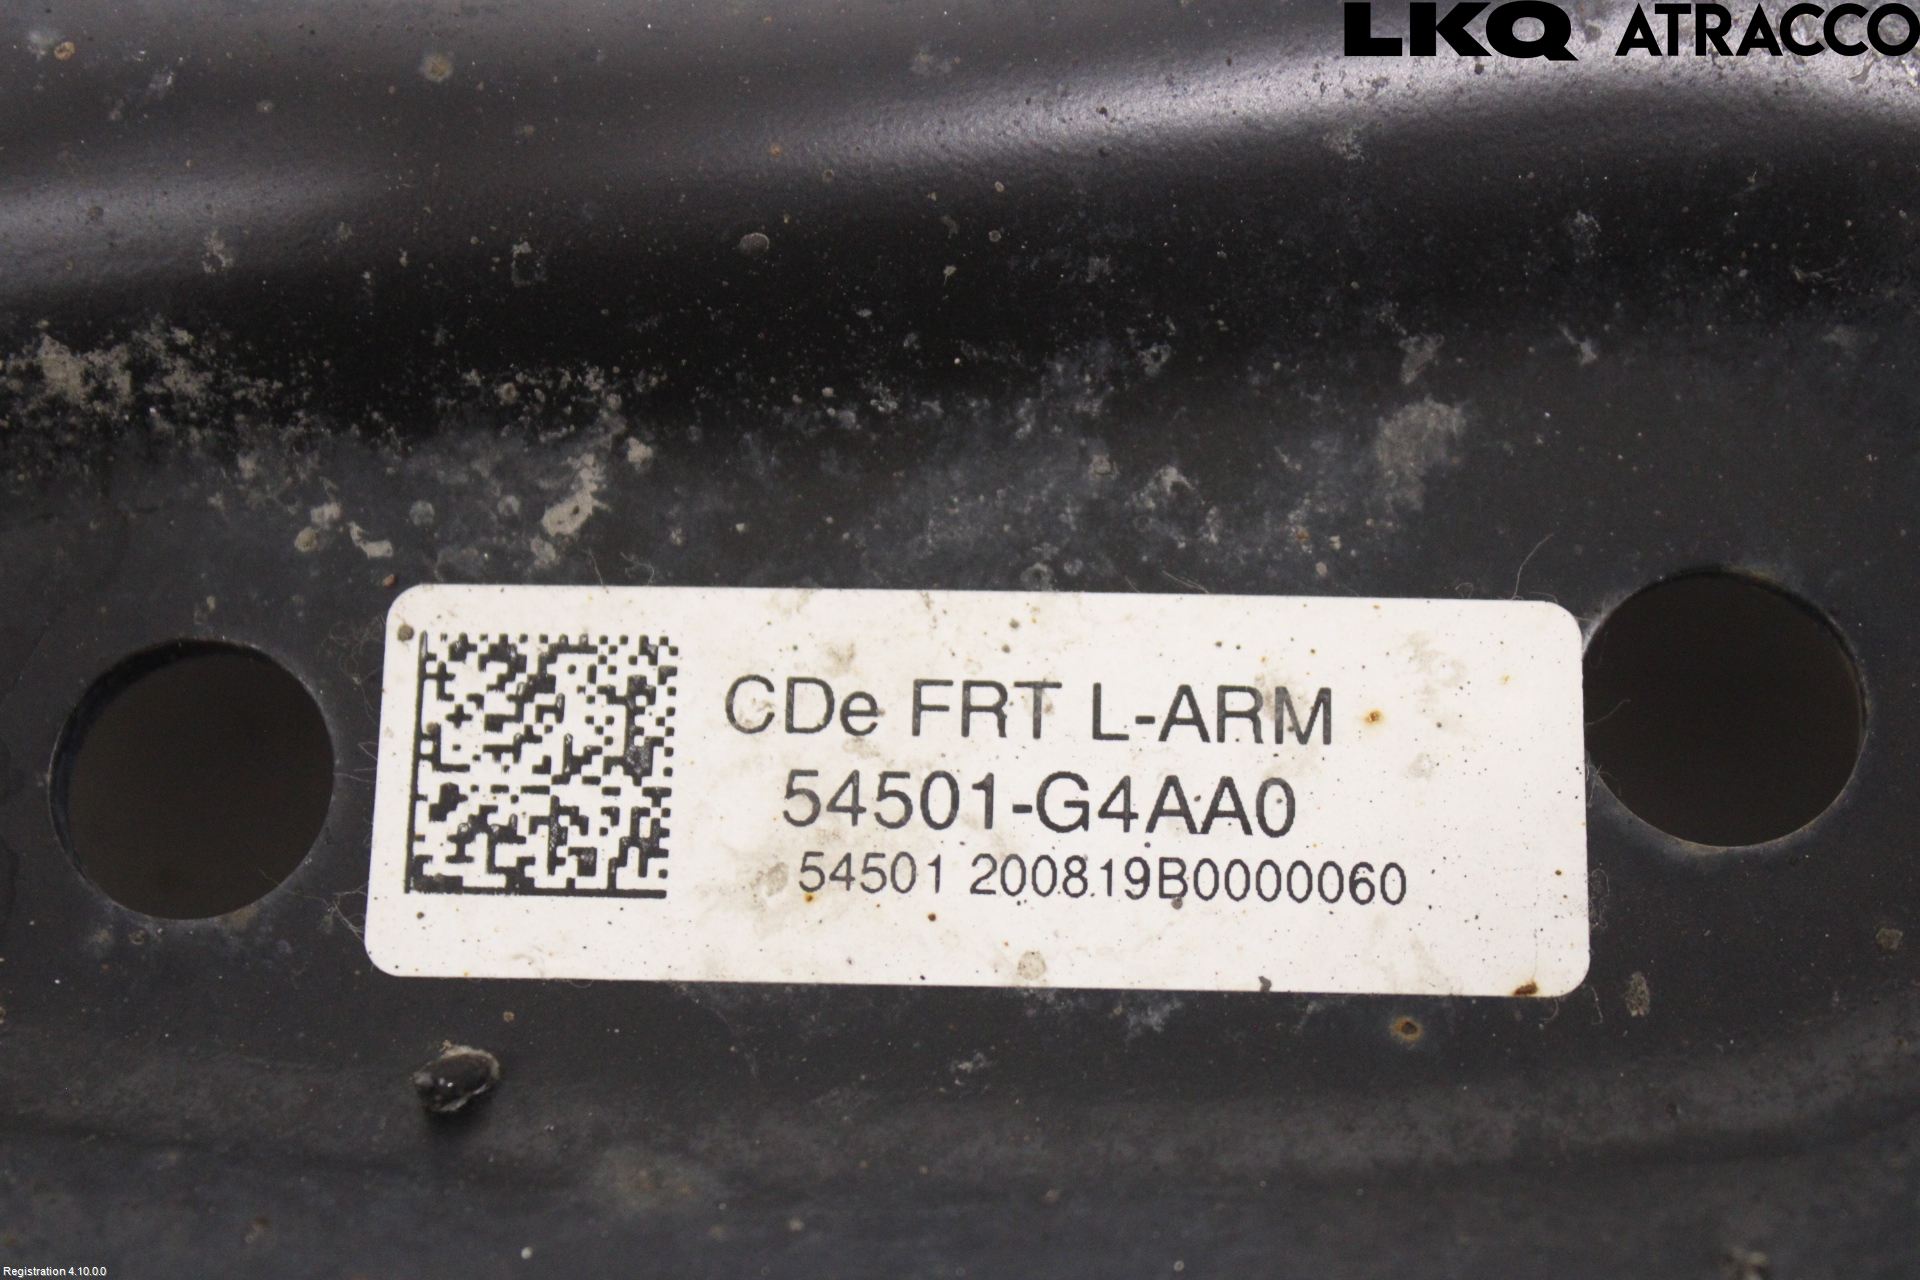 LKQ ATRACCO
CDe FRT L-ARM
54501-G4AA0
54501 200819B0000060
Registration 4.10.0.0